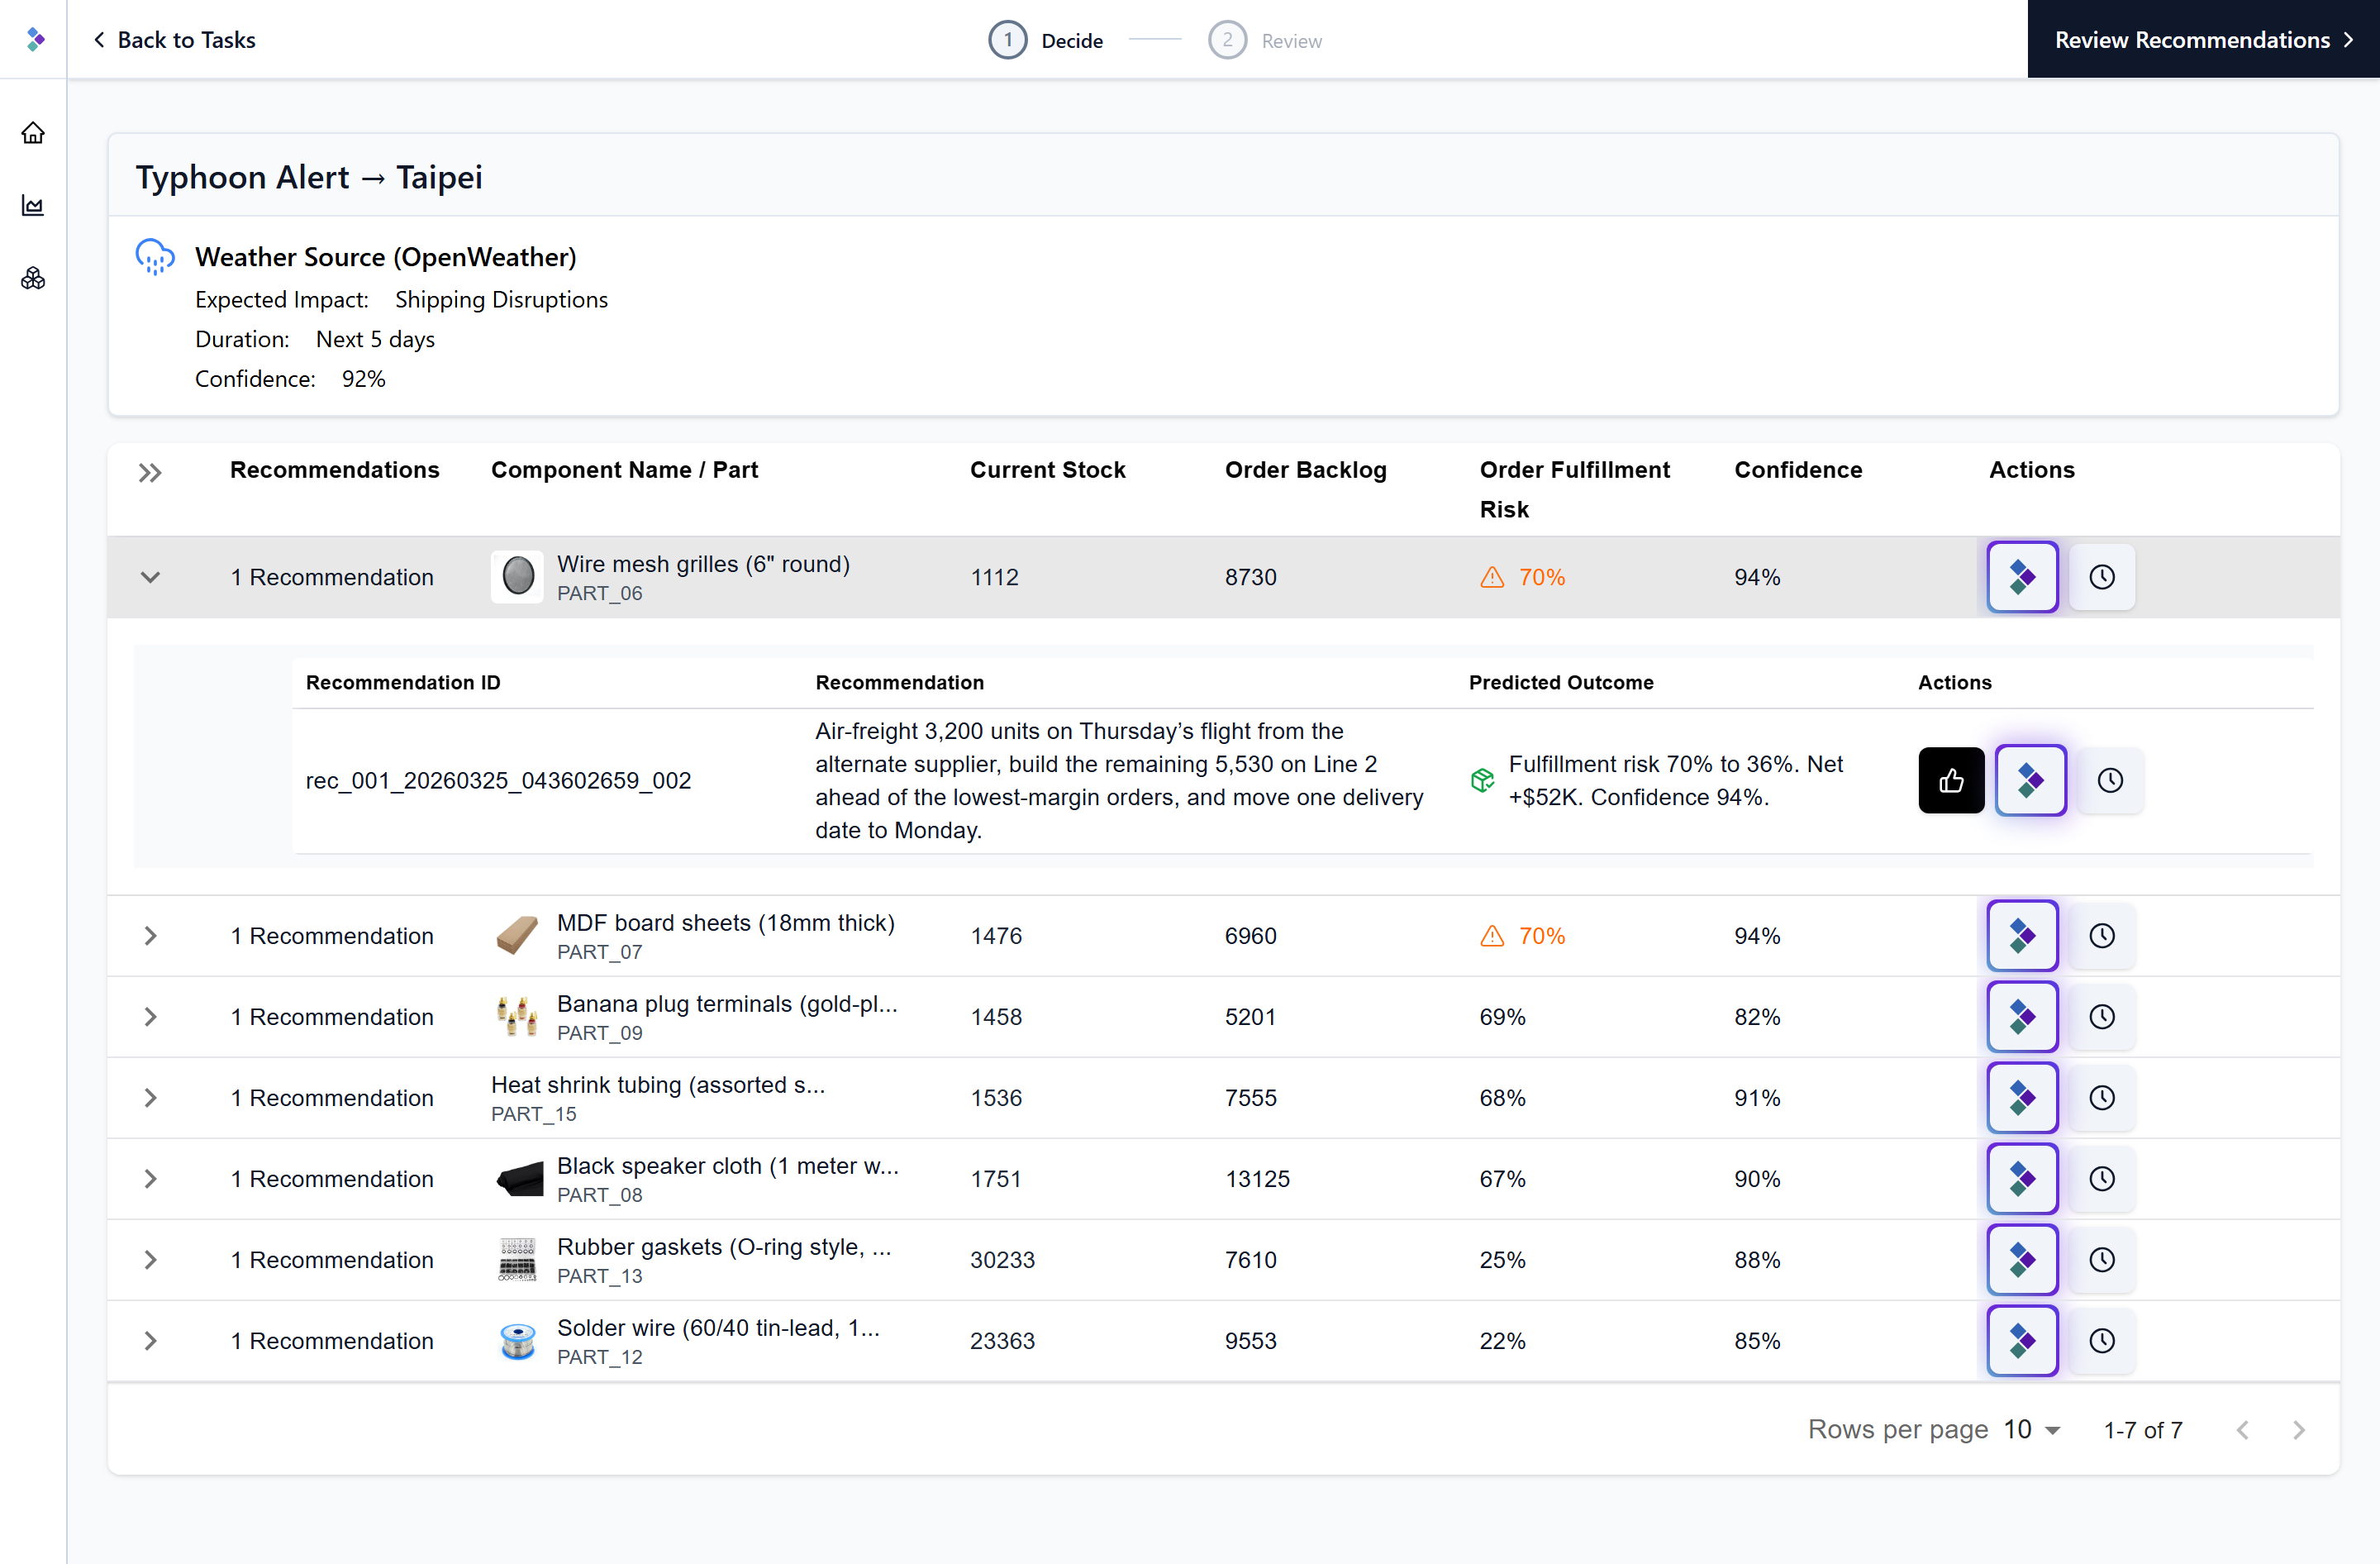 Back to Tasks
1 Decide
2 Review
Review Recommendations
Typhoon Alert → Taipei
Weather Source (OpenWeather)
Expected Impact: Shipping Disruptions
Duration: Next 5 days
Confidence: 92%
Recommendations Component Name / Part Current Stock Order Backlog Order Fulfillment Risk Confidence Actions
1 Recommendation Wire mesh grilles (6" round) 1112 8730 70% 94%
PART_06
Recommendation ID Recommendation Predicted Outcome Actions
rec_001_20260325_043602659_002
Air-freight 3,200 units on Thursday’s flight from the
alternate supplier, build the remaining 5,530 on Line 2
ahead of the lowest-margin orders, and move one delivery
date to Monday.
Fulfillment risk 70% to 36%. Net
+$52K. Confidence 94%.
1 Recommendation MDF board sheets (18mm thick) 1476 6960 70% 94%
PART_07
1 Recommendation Banana plug terminals (gold-pl... 1458 5201 69% 82%
PART_09
1 Recommendation Heat shrink tubing (assorted s... 1536 7555 68% 91%
PART_15
1 Recommendation Black speaker cloth (1 meter w... 1751 13125 67% 90%
PART_08
1 Recommendation Rubber gaskets (O-ring style, ... 30233 7610 25% 88%
PART_13
1 Recommendation Solder wire (60/40 tin-lead, 1... 23363 9553 22% 85%
PART_12
Rows per page 10 1-7 of 7